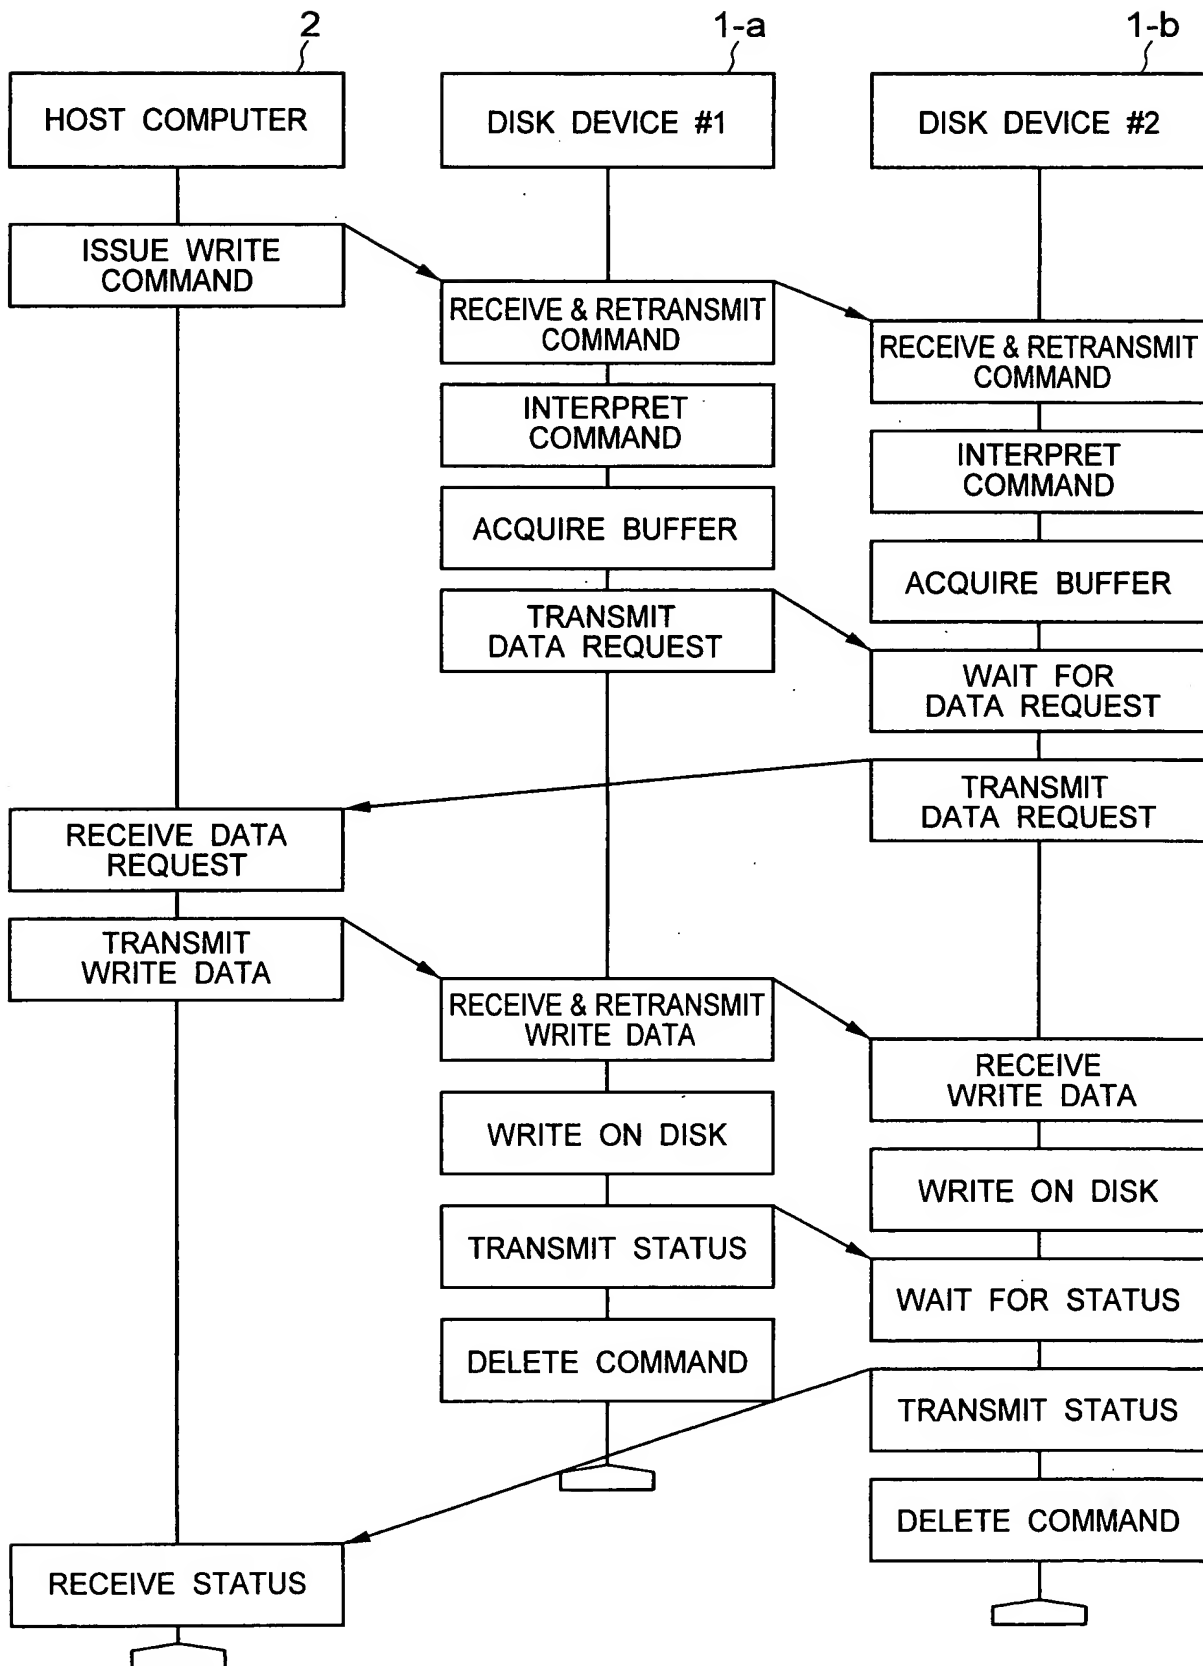 2
1-a
1-b
HOST COMPUTER
DISK DEVICE #1
DISK DEVICE #2
ISSUE WRITE
COMMAND
RECEIVE & RETRANSMIT
COMMAND
RECEIVE & RETRANSMIT
COMMAND
INTERPRET
COMMAND
INTERPRET
COMMAND
ACQUIRE BUFFER
ACQUIRE BUFFER
TRANSMIT
DATA REQUEST
WAIT FOR
DATA REQUEST
TRANSMIT
DATA REQUEST
RECEIVE DATA
REQUEST
TRANSMIT
WRITE DATA
RECEIVE & RETRANSMIT
WRITE DATA
RECEIVE
WRITE DATA
WRITE ON DISK
WRITE ON DISK
TRANSMIT STATUS
WAIT FOR STATUS
DELETE COMMAND
TRANSMIT STATUS
DELETE COMMAND
RECEIVE STATUS